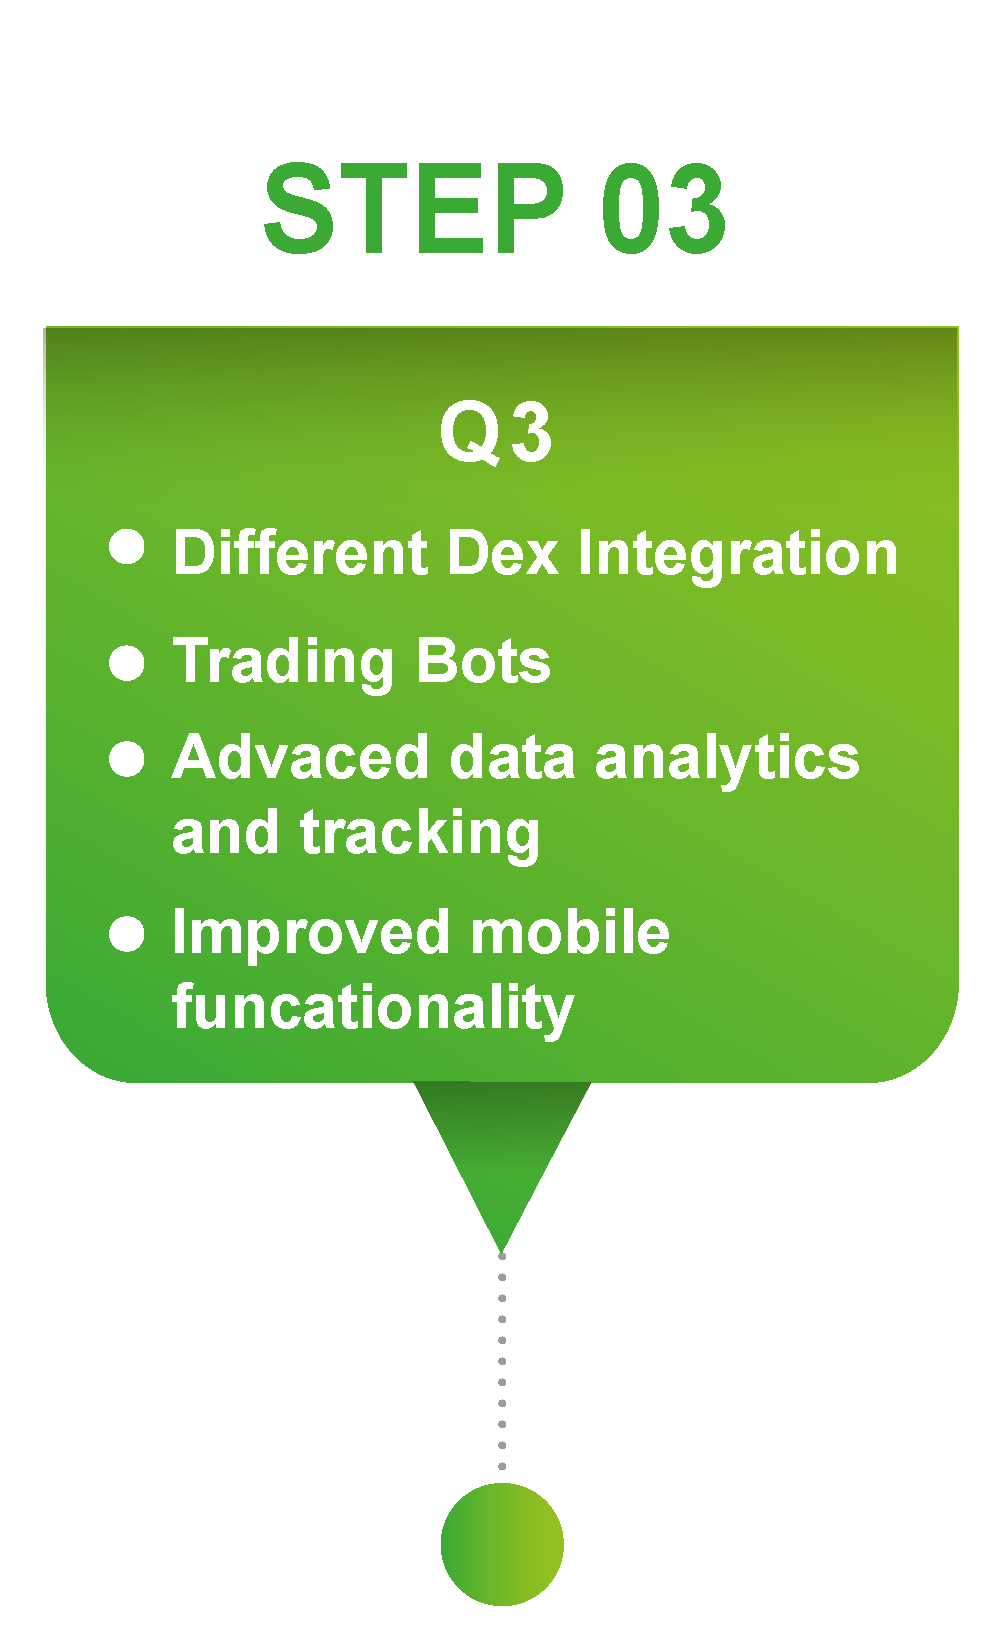 STEP 03
Q3
Different Dex Integration
Trading Bots
Advaced data analytics
and tracking
Improved mobile
funcationality